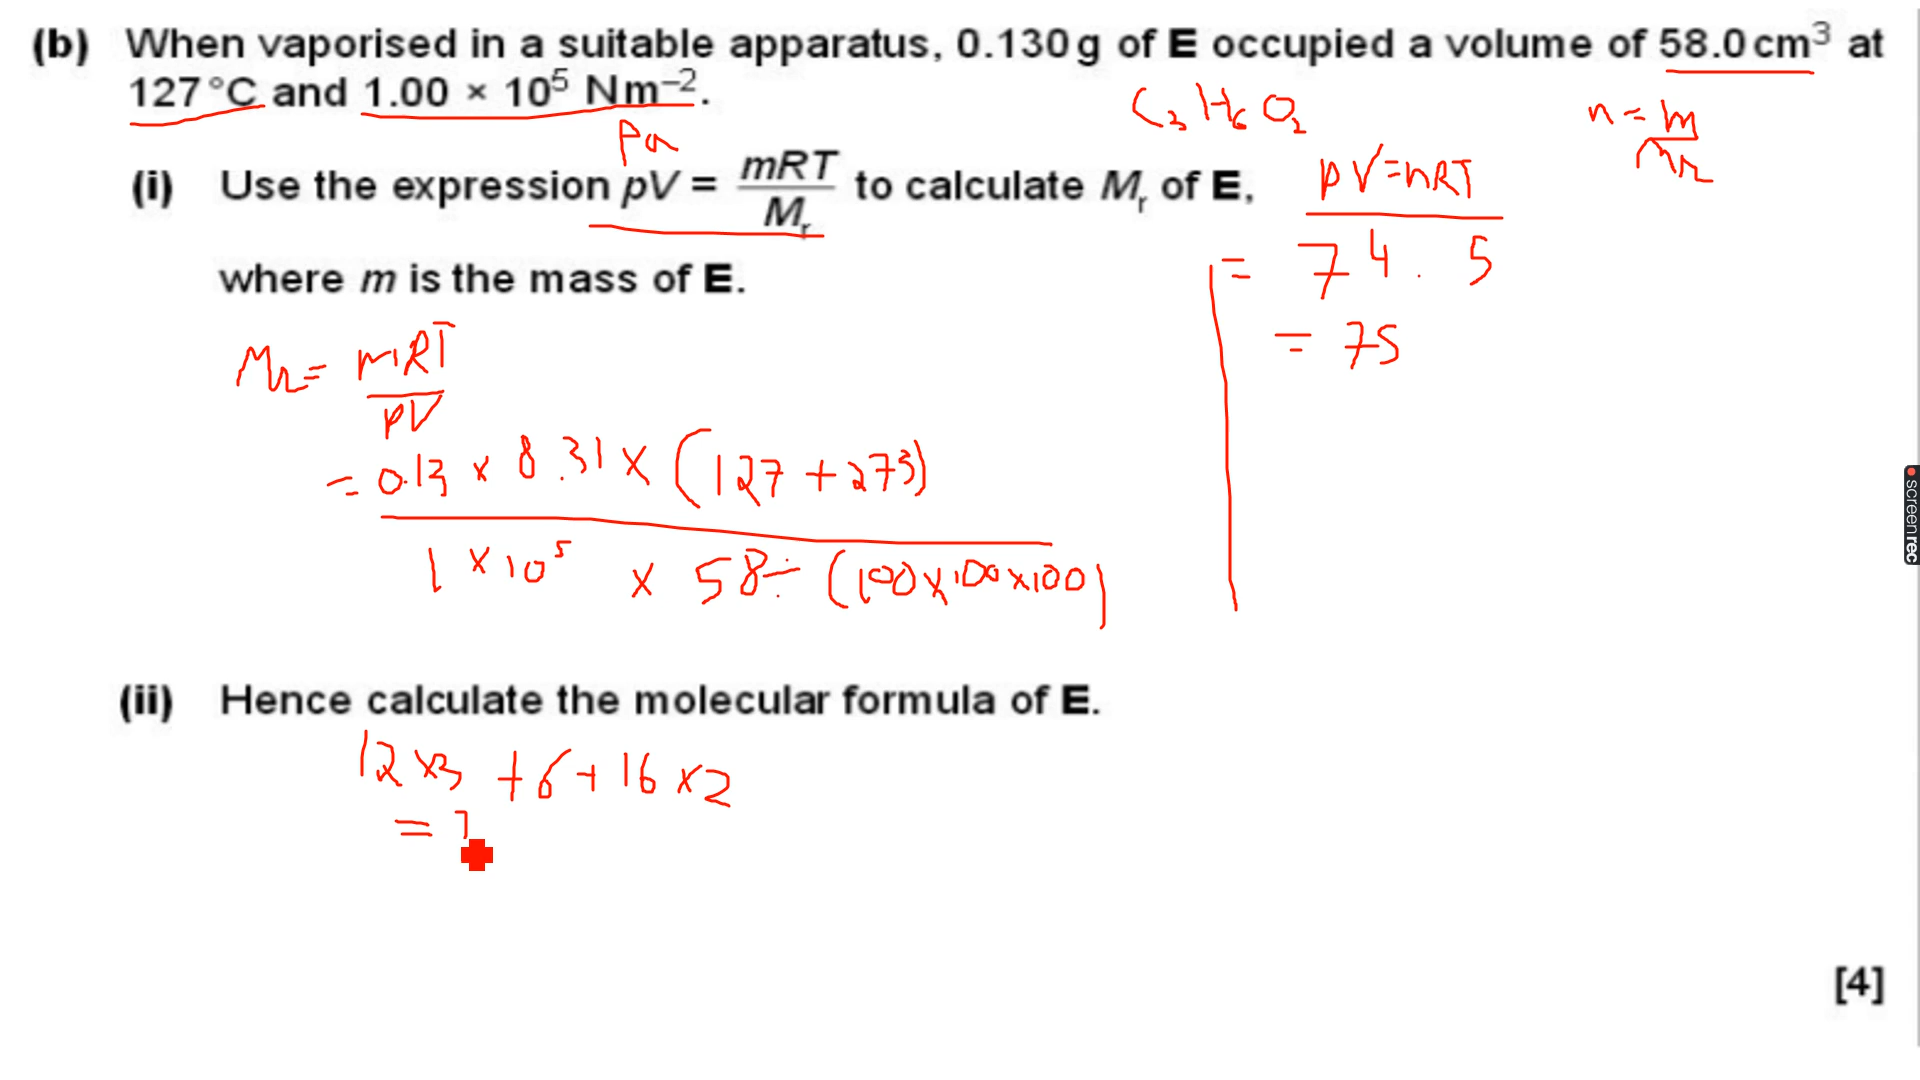 (b) When vaporised in a suitable apparatus, 0.130 g of E occupied a volume of 58.0 cm³ at
127 °C and 1.00 × 10⁵ N m⁻².
C₃H₆O₂
n = m/Mr
Pa
(i) Use the expression pV = mRT/Mᵣ to calculate Mᵣ of E,
pV=nRT
where m is the mass of E.
= 74.5
= 75
Mr = mRT/pV
= 0.13 × 8.31 × (127 + 273)
1 × 10⁵ × 58 ÷ (100×100×100)
(ii) Hence calculate the molecular formula of E.
12 ×3 + 6 + 16 ×2
=
[4]
screenrec